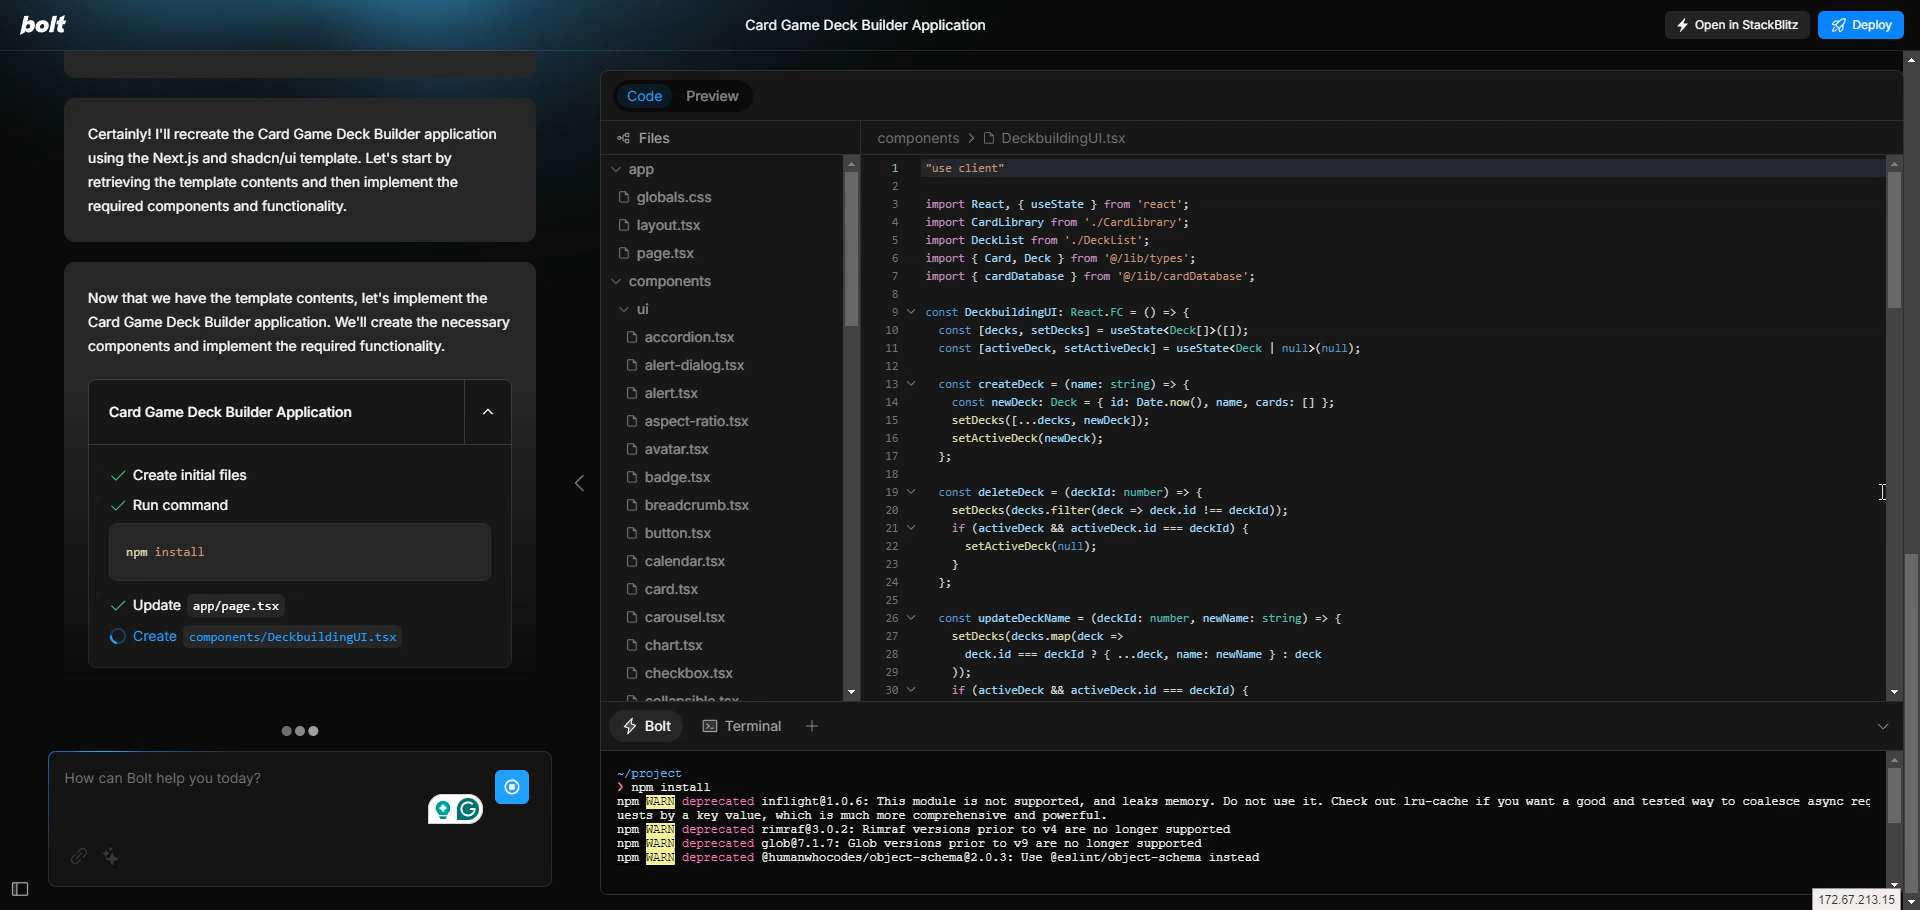 bolt
Card Game Deck Builder Application
Open in StackBlitz
Deploy
Certainly! I'll recreate the Card Game Deck Builder application
using the Next.js and shadcn/ui template. Let's start by
retrieving the template contents and then implement the
required components and functionality.
Now that we have the template contents, let's implement the
Card Game Deck Builder application. We'll create the necessary
components and implement the required functionality.
Card Game Deck Builder Application
Create initial files
Run command
npm install
Update app/page.tsx
Create components/DeckbuildingUI.tsx
How can Bolt help you today?
Code Preview
Files
app
globals.css
layout.tsx
page.tsx
components
ui
accordion.tsx
alert-dialog.tsx
alert.tsx
aspect-ratio.tsx
avatar.tsx
badge.tsx
breadcrumb.tsx
button.tsx
calendar.tsx
card.tsx
carousel.tsx
chart.tsx
checkbox.tsx
collapsible.tsx
components > DeckbuildingUI.tsx
1 "use client"
2
3 import React, { useState } from 'react';
4 import CardLibrary from './CardLibrary';
5 import DeckList from './DeckList';
6 import { Card, Deck } from '@/lib/types';
7 import { cardDatabase } from '@/lib/cardDatabase';
8
9 const DeckbuildingUI: React.FC = () => {
10 const [decks, setDecks] = useState<Deck[]>([]);
11 const [activeDeck, setActiveDeck] = useState<Deck | null>(null);
12
13 const createDeck = (name: string) => {
14 const newDeck: Deck = { id: Date.now(), name, cards: [] };
15 setDecks([...decks, newDeck]);
16 setActiveDeck(newDeck);
17 };
18
19 const deleteDeck = (deckId: number) => {
20 setDecks(decks.filter(deck => deck.id !== deckId));
21 if (activeDeck && activeDeck.id === deckId) {
22 setActiveDeck(null);
23 }
24 };
25
26 const updateDeckName = (deckId: number, newName: string) => {
27 setDecks(decks.map(deck =>
28 deck.id === deckId ? { ...deck, name: newName } : deck
29 ));
30 if (activeDeck && activeDeck.id === deckId) {
Bolt Terminal +
~/project
❯ npm install
npm WARN deprecated inflight@1.0.6: This module is not supported, and leaks memory. Do not use it. Check out lru-cache if you want a good and tested way to coalesce async req
uests by a key value, which is much more comprehensive and powerful.
npm WARN deprecated rimraf@3.0.2: Rimraf versions prior to v4 are no longer supported
npm WARN deprecated glob@7.1.7: Glob versions prior to v9 are no longer supported
npm WARN deprecated @humanwhocodes/object-schema@2.0.3: Use @eslint/object-schema instead
172.67.213.15